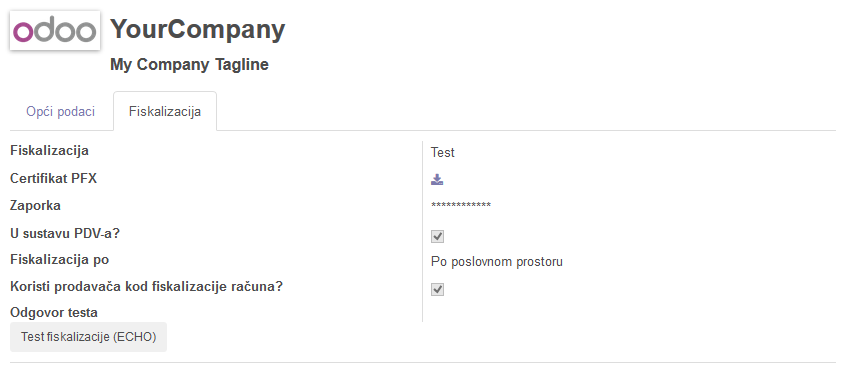 odoo
YourCompany
My Company Tagline
Opći podaci
Fiskalizacija
Fiskalizacija
Test
Certifikat PFX
Zaporka
************
U sustavu PDV-a?
Fiskalizacija po
Po poslovnom prostoru
Koristi prodavača kod fiskalizacije računa?
Odgovor testa
Test fiskalizacije (ECHO)